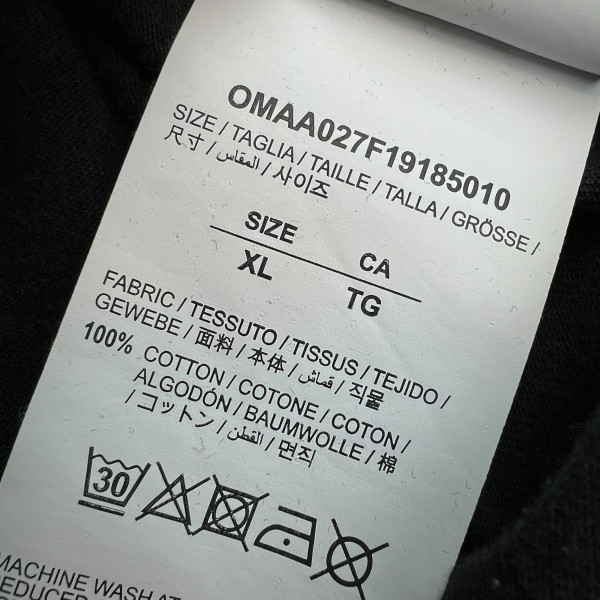 OMAA027F19185010
SIZE / TAGLIA / TAILLE / TALLA / GRÖSSE /
尺寸 / المقاس / 사이즈
SIZE CA
XL TG
FABRIC / TESSUTO / TISSUS / TEJIDO /
GEWEBE / 面料 / 本体 / قماش / 직물
100% COTTON / COTONE / COTON /
ALGODÓN / BAUMWOLLE / 棉
/ コットン / القطن / 면직
30
MACHINE WASH AT
REDUCED